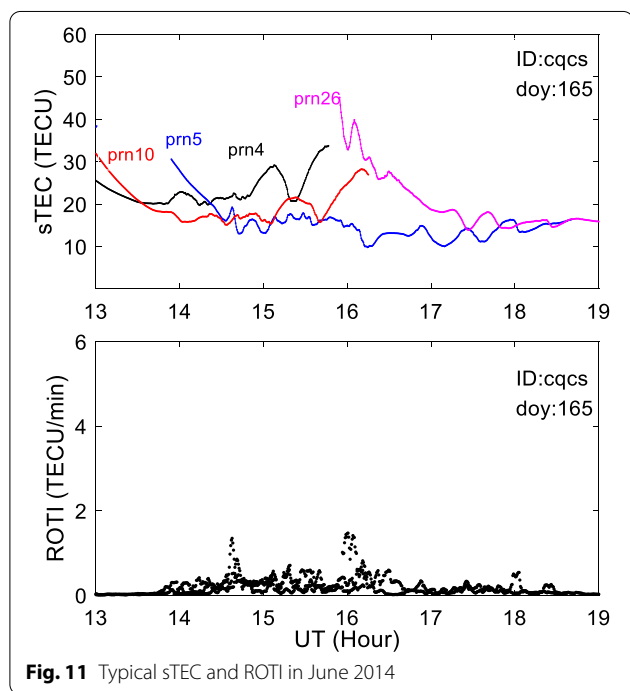 60
50
40
30
20
10
sTEC (TECU)
ID:cqcs
doy:165
prn26
prn5
prn4
prn10
13 14 15 16 17 18 19
6
4
2
0
ROTI (TECU/min)
ID:cqcs
doy:165
13 14 15 16 17 18 19
UT (Hour)
Fig. 11 Typical sTEC and ROTI in June 2014